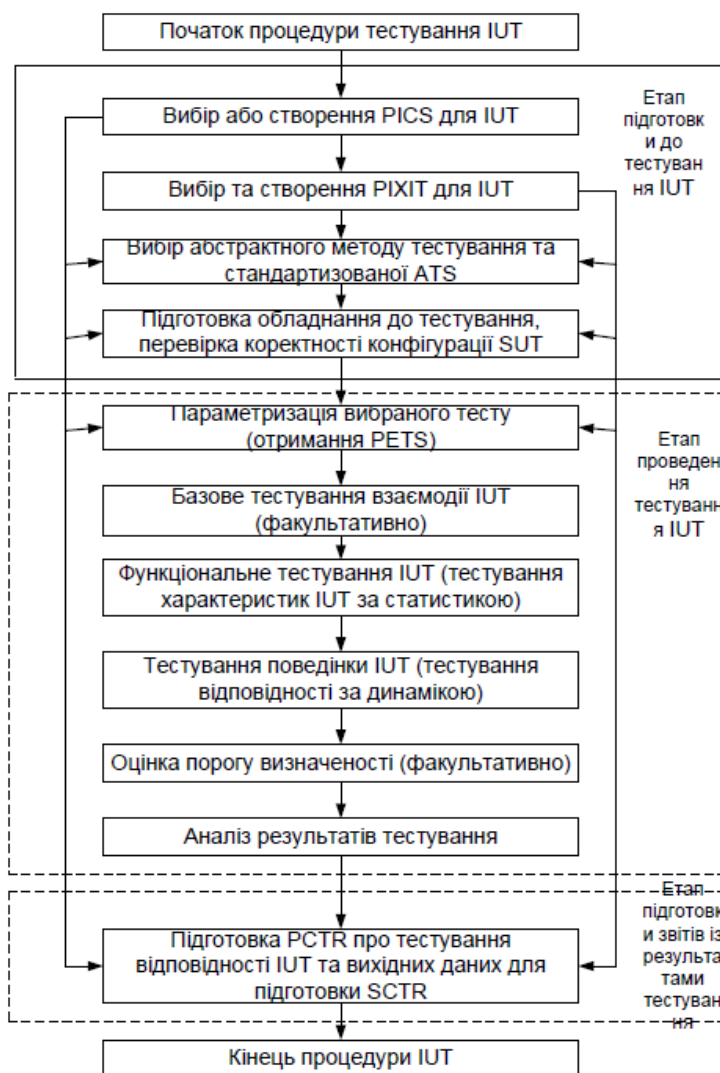 Початок процедури тестування IUT
Вибір або створення PICS для IUT
Етап
підготовк
и до
тестуван
ня IUT
Вибір та створення PIXIT для IUT
Вибір абстрактного методу тестування та
стандартизованої ATS
Підготовка обладнання до тестування,
перевірка коректності конфігурації SUT
Параметризація вибраного тесту
(отримання PETS)
Етап
проведен
ня
тестуванн
я IUT
Базове тестування взаємодії IUT
(факультативно)
Функціональне тестування IUT (тестування
характеристик IUT за статистикою)
Тестування поведінки IUT (тестування
відповідності за динамікою)
Оцінка порогу визначеності (факультативно)
Аналіз результатів тестування
Підготовка PCTR про тестування
відповідності IUT та вихідних даних для
підготовки SCTR
Етап
підготовк
и звітів із
результа
тами
тестуван
ня
Кінець процедури IUT